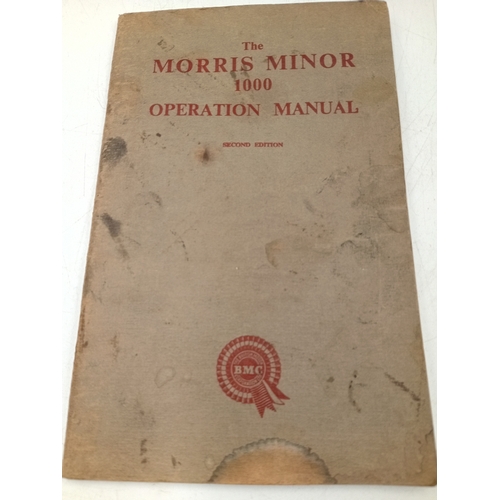 The
MORRIS MINOR
1000
OPERATION MANUAL
SECOND EDITION
BMC